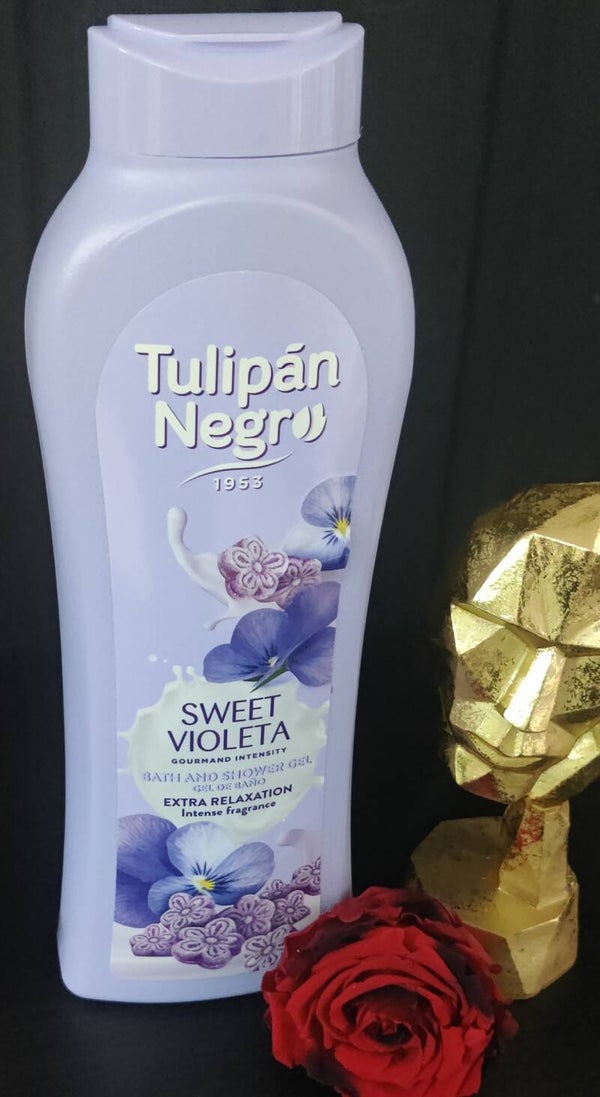 Tulipán
Negro
1953
SWEET
VIOLETA
GOURMAND INTENSITY
BATH AND SHOWER GEL
GEL DE BAÑO
EXTRA RELAXATION
Intense fragrance